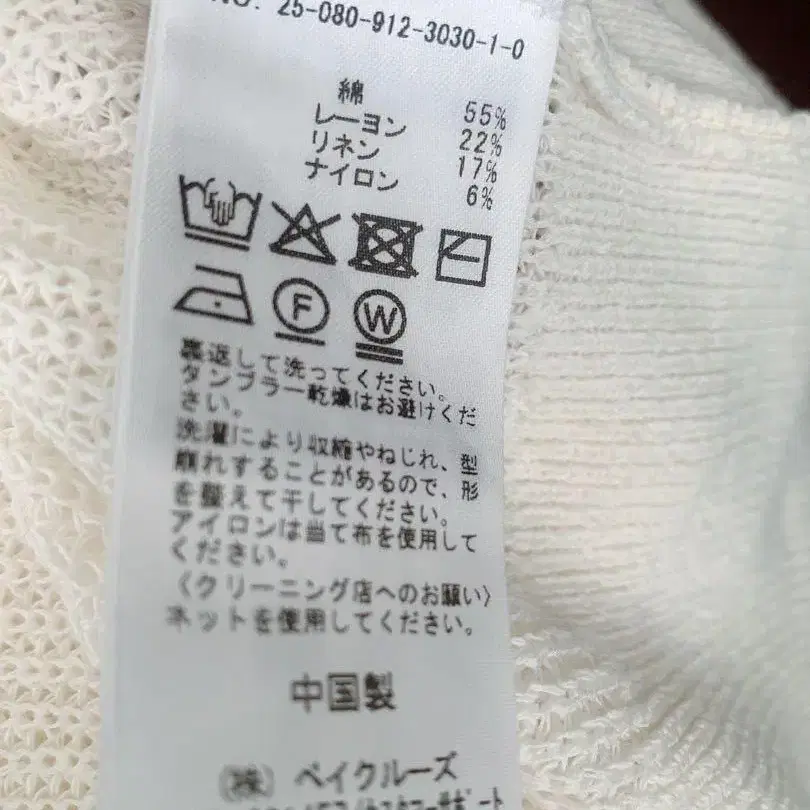 NO. 25-080-912-3030-1-0
綿 55%
レーヨン 22%
リネン 17%
ナイロン 6%
F W
裏返して洗ってください。
タンブラー乾燥はお避けくだ
さい。
洗濯により収縮やねじれ、型
崩れすることがあるので、形
を整えて干してください。
アイロンは当て布を使用して
ください。
〈クリーニング店へのお願い〉
ネットを使用してください。
中国製
(株) ベイクルーズ